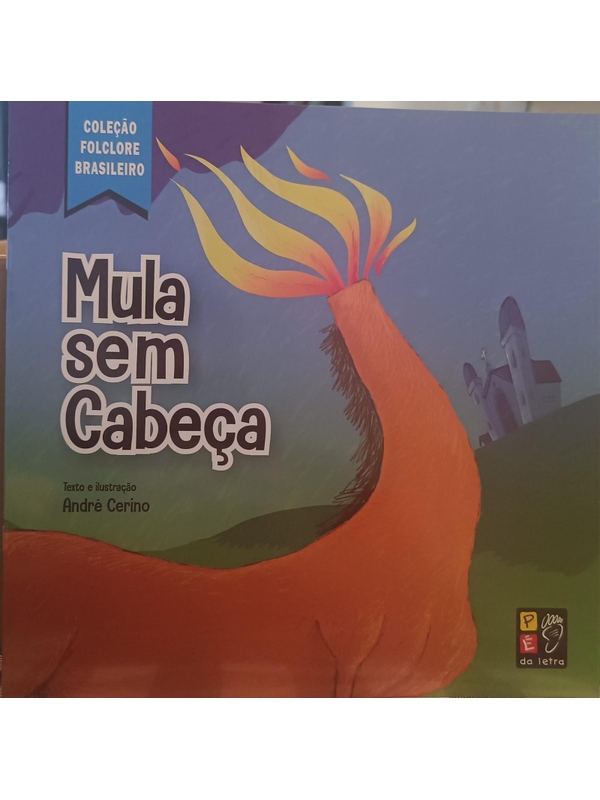 COLEÇÃO
FOLCLORE
BRASILEIRO
Mula
sem
Cabeça
Texto e ilustração
André Cerino
P
É
da letra